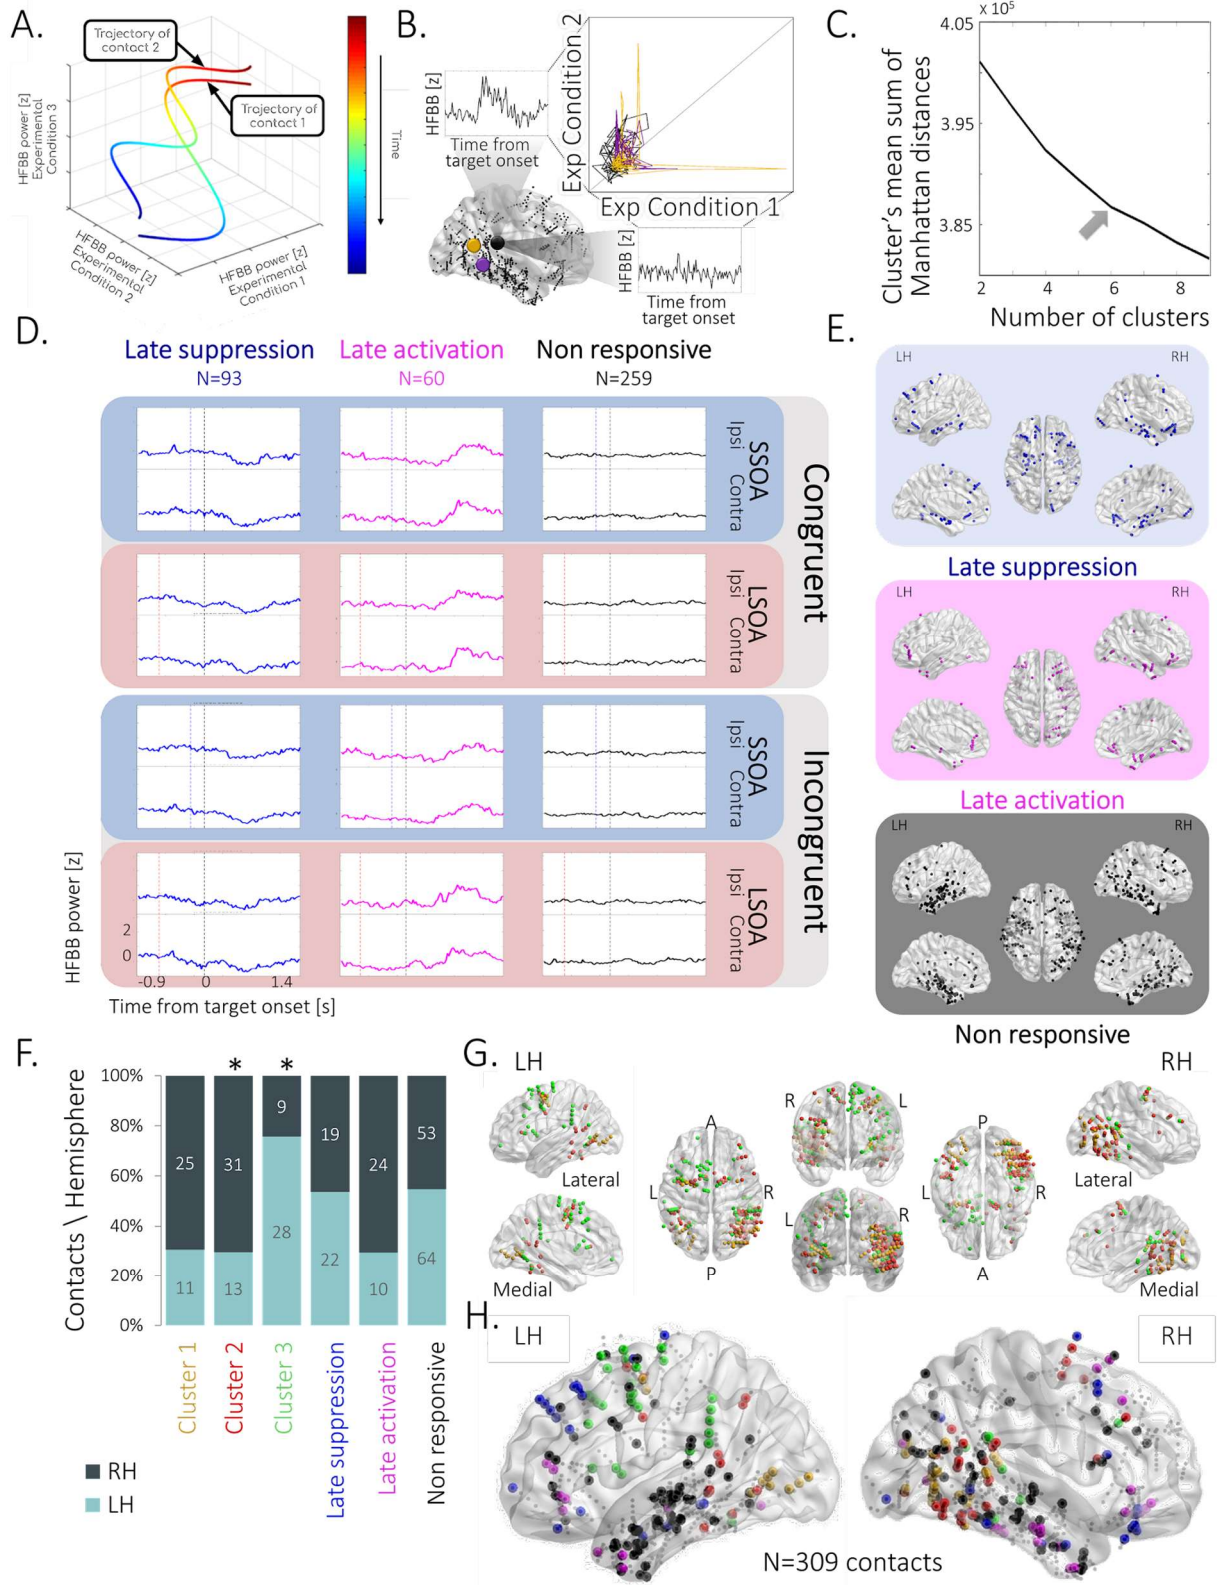 A.
Trajectory of
contact 2
Trajectory of
contact 1
HFBB power [z]
Experimental
Condition 3
HFBB power [z]
Experimental
Condition 2
HFBB power [z]
Experimental
Condition 1
Time
B.
HFBB [z]
Time from
target onset
Exp Condition 2
Exp Condition 1
HFBB [z]
Time from
target onset
C.
x 10⁵
4.05
395
385
2
4
6
8
Cluster's mean sum of
Manhattan distances
Number of clusters
D.
Late suppression
N=93
Late activation
N=60
Non responsive
N=259
Ipsi Contra
SSOA
Ipsi Contra
LSOA
Congruent
Ipsi Contra
SSOA
Ipsi Contra
LSOA
Incongruent
HFBB power [z]
2
0
-0.9 0 1.4
Time from target onset [s]
E.
LH RH
Late suppression
LH RH
Late activation
LH RH
Non responsive
F.
Contacts \ Hemisphere
100%
80%
60%
40%
20%
0%
* *
25 31 9 19 24 53
11 13 28 22 10 64
Cluster 1
Cluster 2
Cluster 3
Late suppression
Late activation
Non responsive
RH
LH
G.
LH
RH
Lateral
Medial
A
L R
P
R L
L R
P
L R
A
Lateral
Medial
H.
LH
RH
N=309 contacts